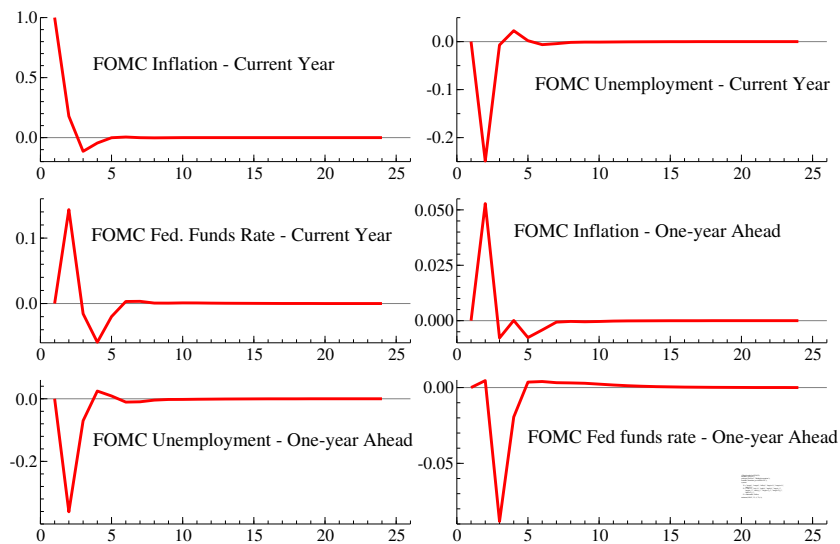 1.0
0.5
0.0
FOMC Inflation - Current Year
0 5 10 15 20 25
0.0
-0.1
-0.2
FOMC Unemployment - Current Year
0 5 10 15 20 25
0.1
0.0
FOMC Fed. Funds Rate - Current Year
0 5 10 15 20 25
0.050
0.025
0.000
FOMC Inflation - One-year Ahead
0 5 10 15 20 25
0.0
-0.2
FOMC Unemployment - One-year Ahead
0 5 10 15 20 25
0.00
-0.05
FOMC Fed funds rate - One-year Ahead
0 5 10 15 20 25